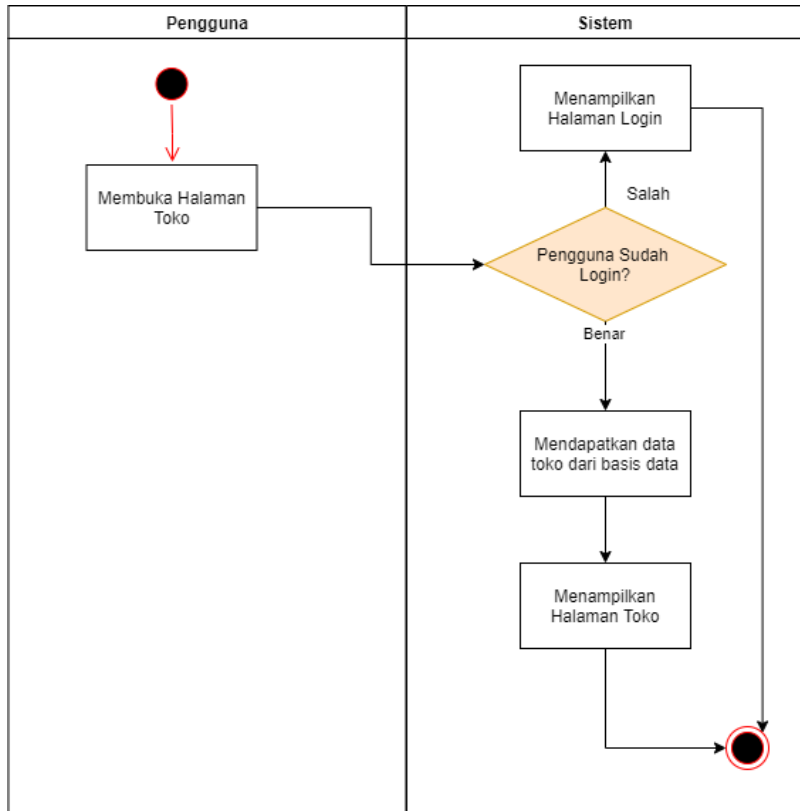 Pengguna
Sistem
Membuka Halaman
Toko
Menampilkan
Halaman Login
Salah
Pengguna Sudah
Login?
Benar
Mendapatkan data
toko dari basis data
Menampilkan
Halaman Toko